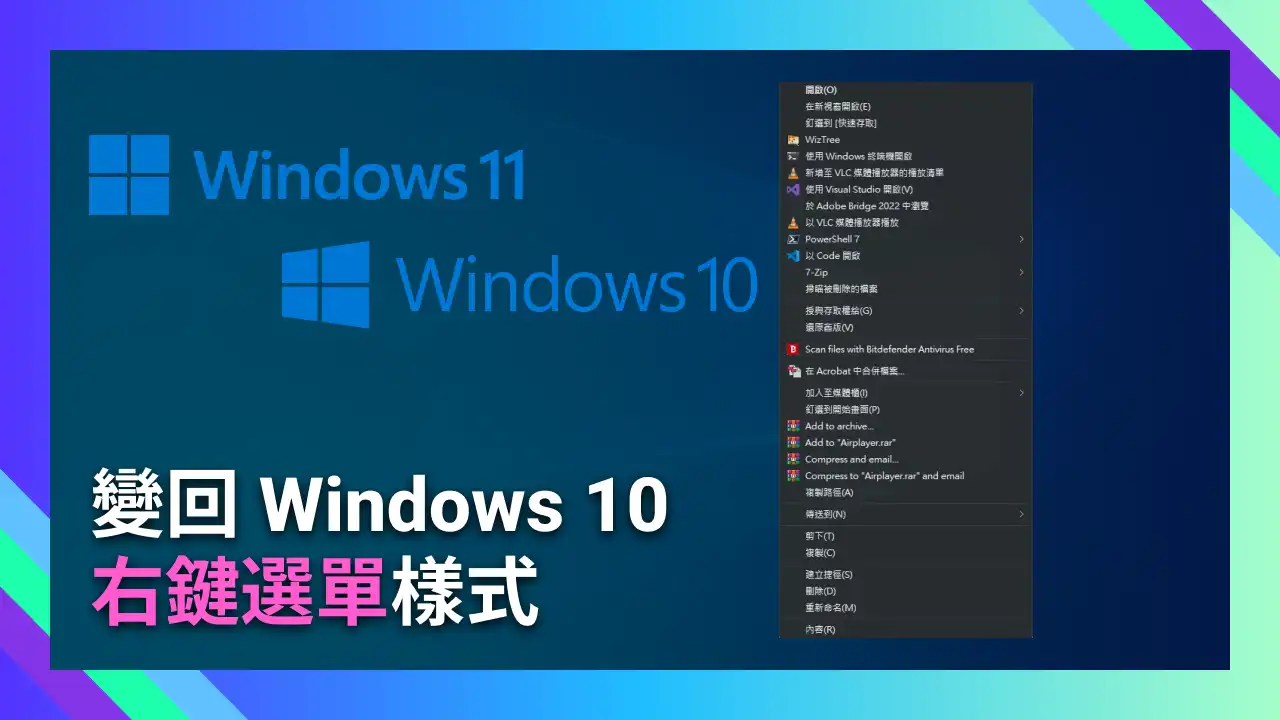 Windows 11
Windows 10
變回 Windows 10
右鍵選單樣式
開啟(O)
在新視窗開啟(E)
釘選到 [快速存取]
WizTree
使用 Windows 終端機開啟
新增至 VLC 媒體播放器的播放清單
使用 Visual Studio 開啟(V)
於 Adobe Bridge 2022 中瀏覽
以 VLC 媒體播放器播放
PowerShell 7
以 Code 開啟
7-Zip
掃瞄被刪除的檔案
授與存取權給(G)
還原舊版(V)
Scan files with Bitdefender Antivirus Free
在 Acrobat 中合併檔案...
加入至媒體櫃(I)
釘選到開始畫面(P)
Add to archive...
Add to "Airplayer.rar"
Compress and email...
Compress to "Airplayer.rar" and email
複製路徑(A)
傳送到(N)
剪下(T)
複製(C)
建立捷徑(S)
刪除(D)
重新命名(M)
內容(R)